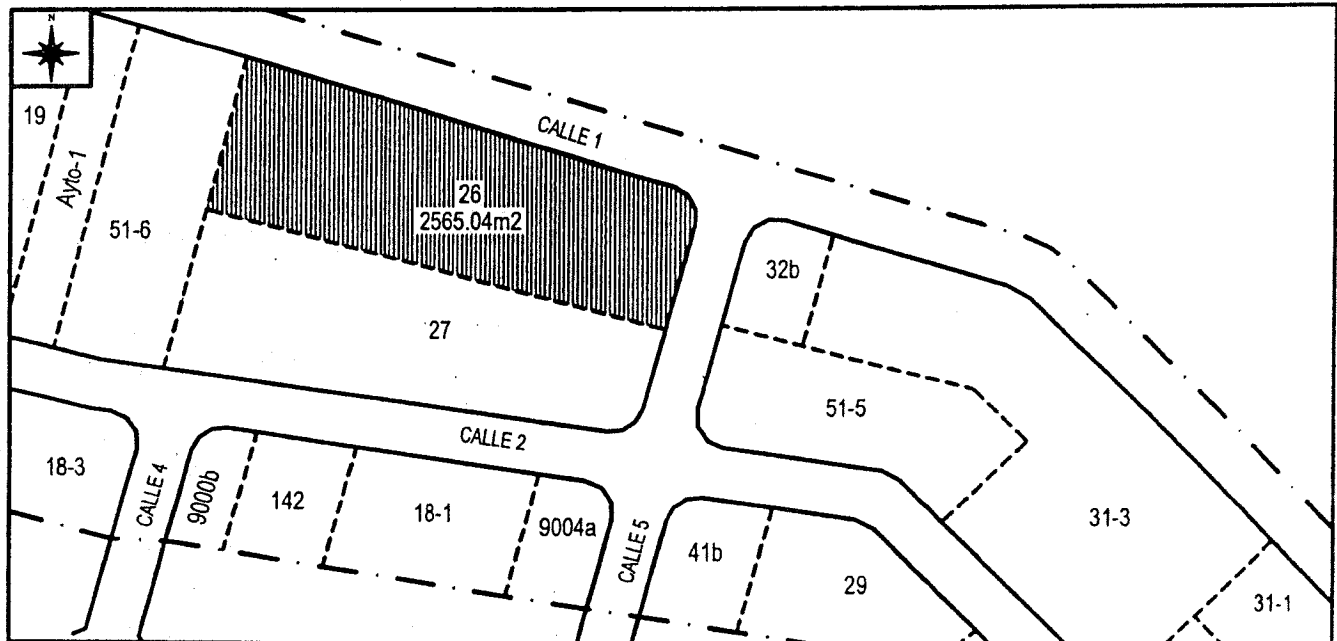 N
19
Ayto-1
51-6
CALLE 1
26
2565.04m2
27
32b
51-5
CALLE 2
18-3
CALLE 4
9000b
142
18-1
9004a
CALLE 5
41b
29
31-3
31-1